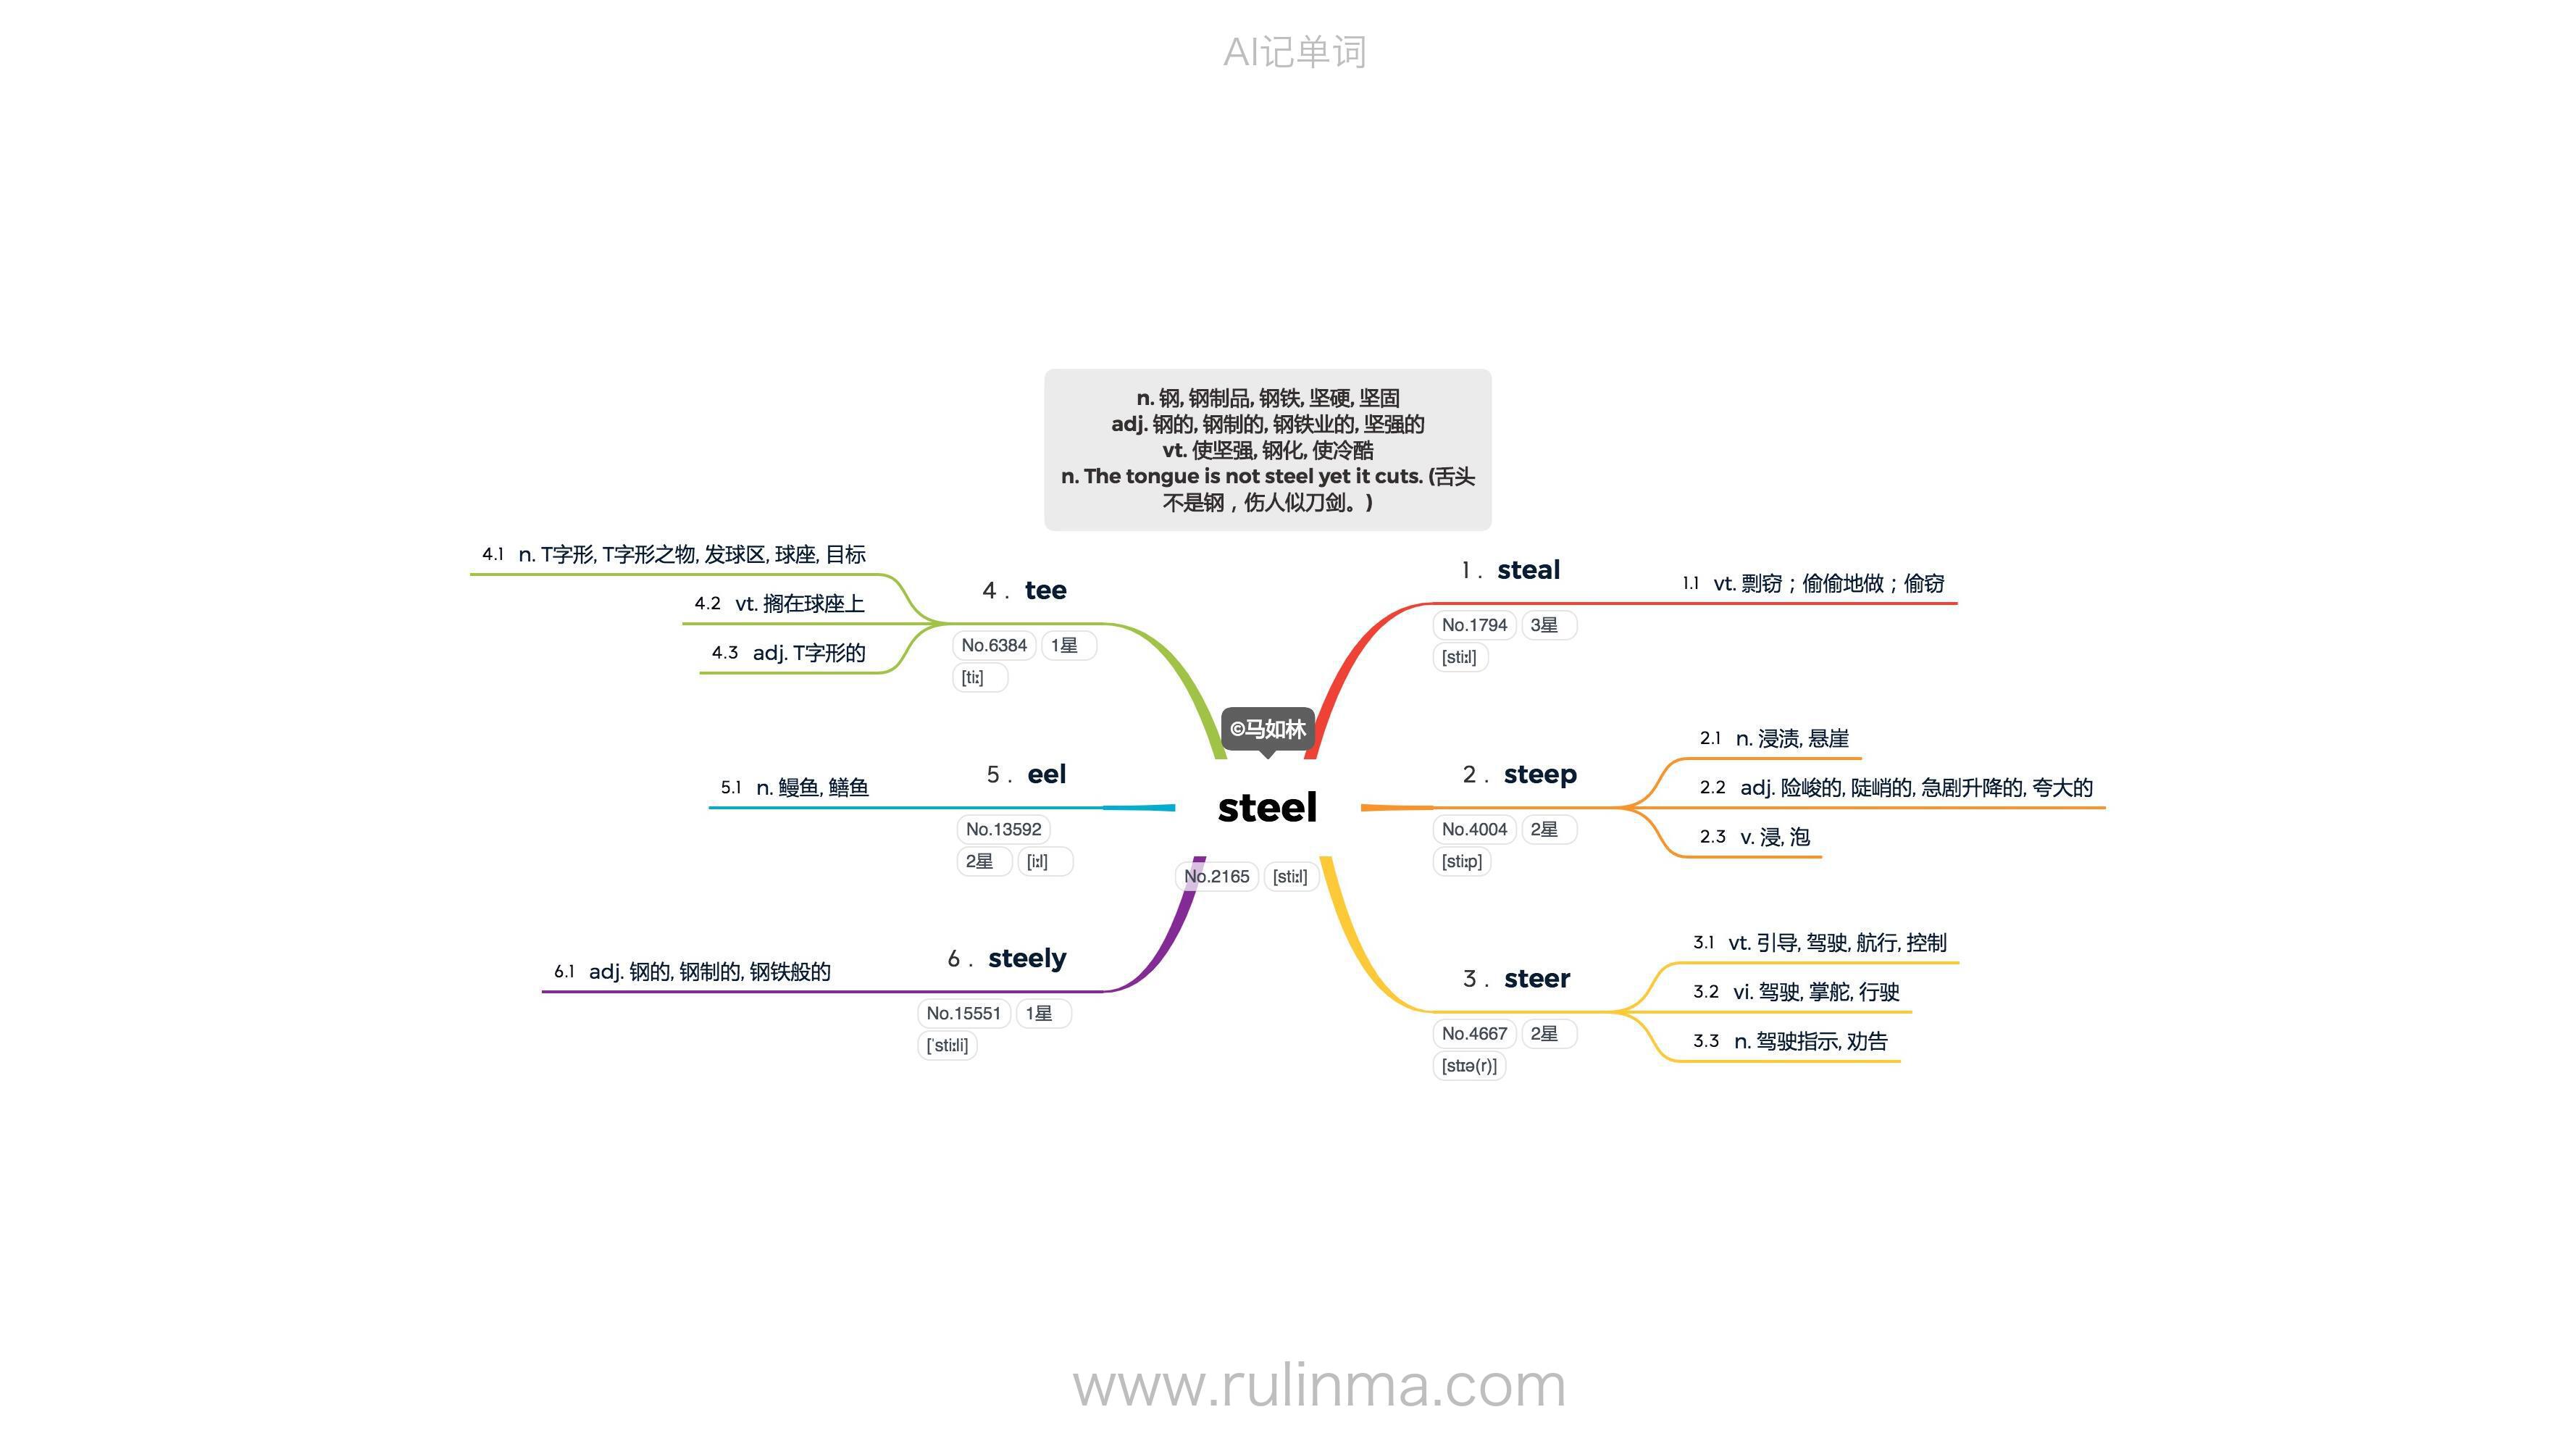 AI记单词
n. 钢, 钢制品, 钢铁, 坚硬, 坚固
adj. 钢的, 钢制的, 钢铁业的, 坚强的
vt. 使坚强, 钢化, 使冷酷
n. The tongue is not steel yet it cuts. (舌头
不是钢，伤人似刀剑。)
©马如林
steel
No.2165 [stiːl]
1 . steal
No.1794 3星
[stiːl]
1.1 vt. 剽窃；偷偷地做；偷窃
2 . steep
No.4004 2星
[stiːp]
2.1 n. 浸渍, 悬崖
2.2 adj. 险峻的, 陡峭的, 急剧升降的, 夸大的
2.3 v. 浸, 泡
3 . steer
No.4667 2星
[stɪə(r)]
3.1 vt. 引导, 驾驶, 航行, 控制
3.2 vi. 驾驶, 掌舵, 行驶
3.3 n. 驾驶指示, 劝告
4 . tee
No.6384 1星
[tiː]
4.1 n. T字形, T字形之物, 发球区, 球座, 目标
4.2 vt. 搁在球座上
4.3 adj. T字形的
5 . eel
No.13592
2星 [iːl]
5.1 n. 鳗鱼, 鳝鱼
6 . steely
No.15551 1星
[ˈstiːli]
6.1 adj. 钢的, 钢制的, 钢铁般的
www.rulinma.com